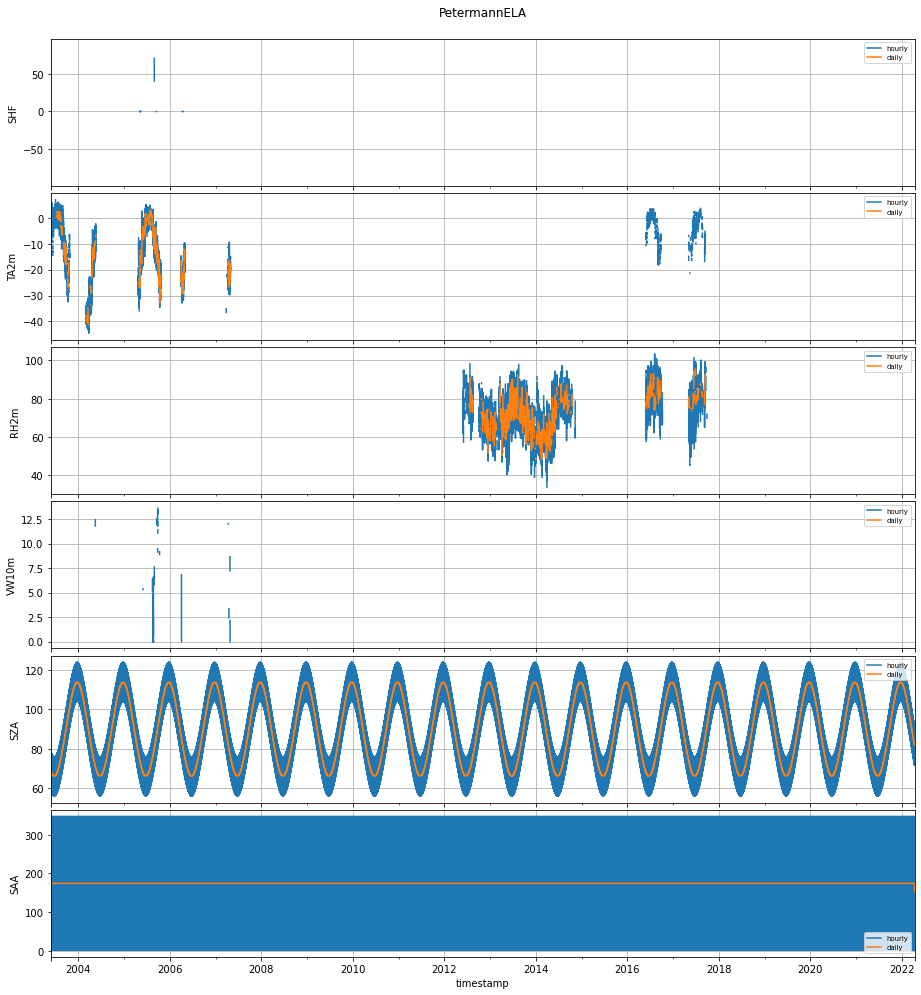 PetermannELA
SHF
50
0
−50
hourly
daily
TA2m
0
−10
−20
−30
−40
hourly
daily
RH2m
100
80
60
40
hourly
daily
VW10m
12.5
10.0
7.5
5.0
2.5
0.0
hourly
daily
SZA
120
100
80
60
hourly
daily
SAA
300
200
100
0
hourly
daily
2004 2006 2008 2010 2012 2014 2016 2018 2020 2022
timestamp